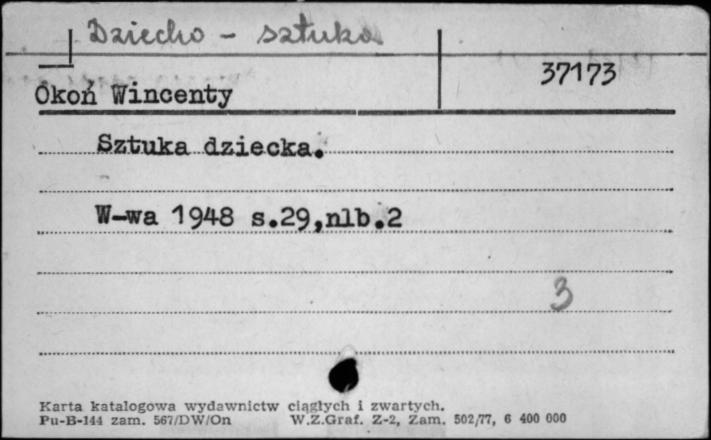 Dziecko - sztuka
37173
Okoń Wincenty
Sztuka dziecka.
W-wa 1948 s.29,nlb.2
3
Karta katalogowa wydawnictw ciągłych i zwartych.
Pu-B-144 zam. 567/DW/On W.Z.Graf. Z-2, Zam. 502/77, 6 400 000